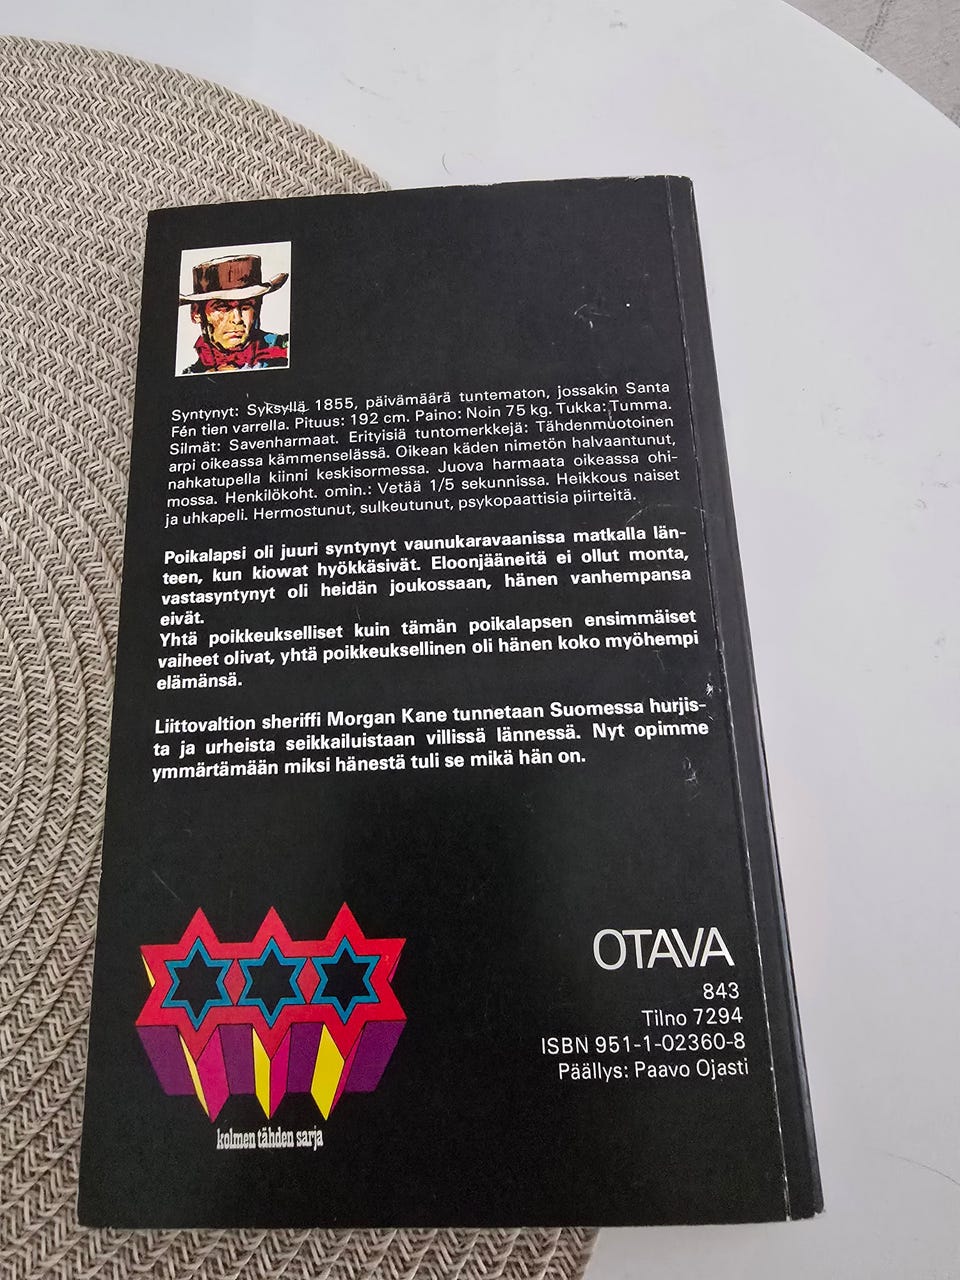 Syntynyt: Syksyllä 1855, päivämäärä tuntematon, jossakin Santa
Fén tien varrella. Pituus: 192 cm. Paino: Noin 75 kg. Tukka: Tumma.
Silmät: Savenharmaat. Erityisiä tuntomerkkejä: Tähdenmuotoinen
arpi oikeassa kämmenselässä. Oikean käden nimetön halvaantunut,
nahkatupella kiinni keskisormessa. Juova harmaata oikeassa ohi-
mossa. Henkilökoht. omin.: Vetää 1/5 sekunnissa. Heikkous naiset
ja uhkapeli. Hermostunut, sulkeutunut, psykopaattisia piirteitä.
Poikalapsi oli juuri syntynyt vaunukaravaanissa matkalla län-
teen, kun kiowat hyökkäsivät. Eloonjääneitä ei ollut monta,
vastasyntynyt oli heidän joukossaan, hänen vanhempansa
eivät.
Yhtä poikkeukselliset kuin tämän poikalapsen ensimmäiset
vaiheet olivat, yhtä poikkeuksellinen oli hänen koko myöhempi
elämänsä.
Liittovaltion sheriffi Morgan Kane tunnetaan Suomessa hurjis-
ta ja urheista seikkailuistaan villissä lännessä. Nyt opimme
ymmärtämään miksi hänestä tuli se mikä hän on.
OTAVA
843
Tilno 7294
ISBN 951-1-02360-8
Päällys: Paavo Ojasti
kolmen tähden sarja